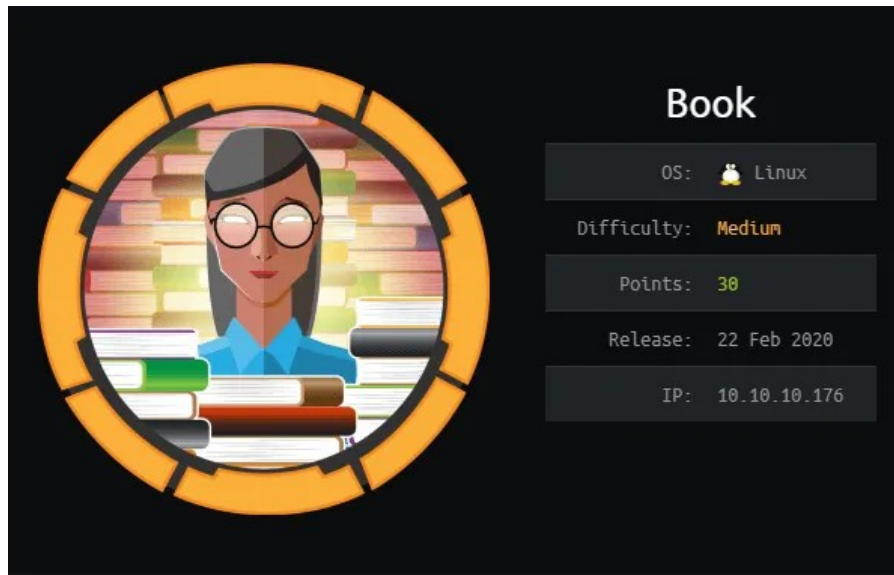 Book
OS: Linux
Difficulty: Medium
Points: 30
Release: 22 Feb 2020
IP: 10.10.10.176